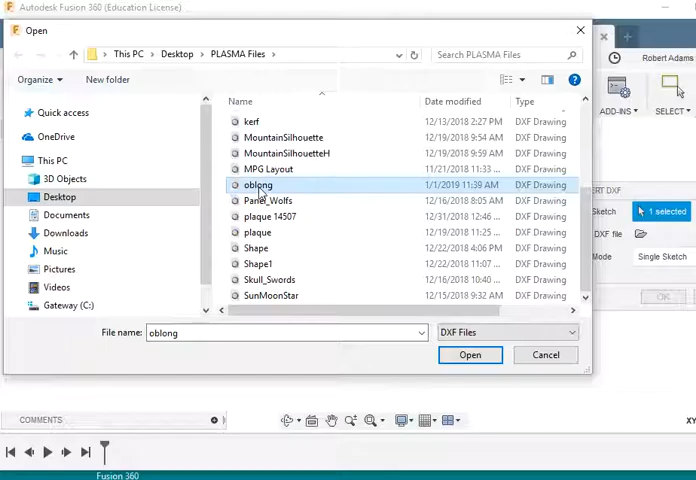 Autodesk Fusion 360 (Education License)
Open
This PC > Desktop > PLASMA Files >
Search PLASMA Files
Robert Adams
Organize
New folder
ADD-INS
SELECT
Name
Date modified
Type
Quick access
OneDrive
This PC
3D Objects
Desktop
Documents
Downloads
Music
Pictures
Videos
Gateway (C:)
kerf 12/13/2018 2:27 PM DXF Drawing
MountainSilhouette 12/19/2018 9:54 AM DXF Drawing
MountainSilhouetteH 12/19/2018 9:59 AM DXF Drawing
MPG Layout 11/21/2018 11:33 ... DXF Drawing
oblong 1/1/2019 11:39 AM DXF Drawing
Panel_Wolfs 12/16/2018 8:05 AM DXF Drawing
plaque 14507 12/31/2018 12:46 ... DXF Drawing
plaque 12/19/2018 11:25 ... DXF Drawing
Shape 12/22/2018 4:06 PM DXF Drawing
Shape1 12/22/2018 11:07 ... DXF Drawing
Skull_Swords 12/16/2018 10:40 ... DXF Drawing
SunMoonStar 12/15/2018 9:32 AM DXF Drawing
ERT DXF
Sketch
1 selected
DXF file
Mode
Single Sketch
OK
File name:
oblong
DXF Files
Open
Cancel
COMMENTS
XY
Fusion 360